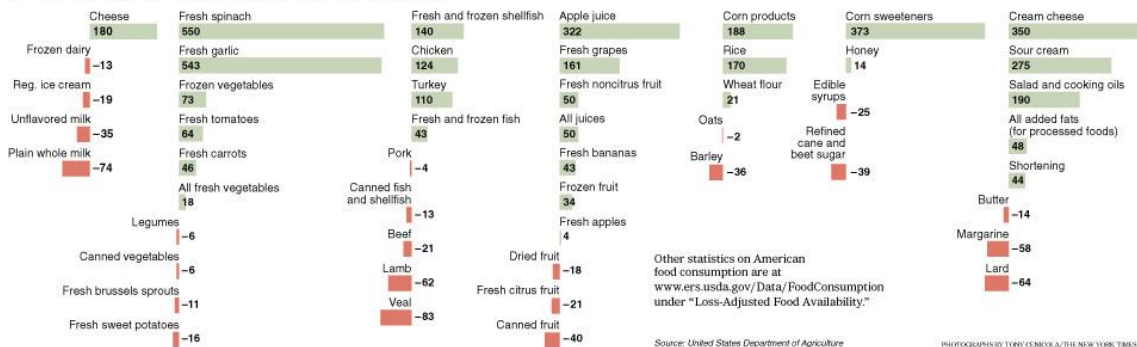 Cheese
180
Frozen dairy
–13
Reg. ice cream
–19
Unflavored milk
–35
Plain whole milk
–74
Fresh spinach
550
Fresh garlic
543
Frozen vegetables
73
Fresh tomatoes
64
Fresh carrots
46
All fresh vegetables
18
Legumes
–6
Canned vegetables
–6
Fresh brussels sprouts
–11
Fresh sweet potatoes
–16
Fresh and frozen shellfish
140
Chicken
124
Turkey
110
Fresh and frozen fish
43
Pork
–4
Canned fish
and shellfish
–13
Beef
–21
Lamb
–62
Veal
–83
Apple juice
322
Fresh grapes
161
Fresh noncitrus fruit
50
All juices
50
Fresh bananas
43
Frozen fruit
34
Fresh apples
4
Dried fruit
–18
Fresh citrus fruit
–21
Canned fruit
–40
Corn products
188
Rice
170
Wheat flour
21
Oats
–2
Barley
–36
Corn sweeteners
373
Honey
14
Edible
syrups
–25
Refined
cane and
beet sugar
–39
Cream cheese
350
Sour cream
275
Salad and cooking oils
190
All added fats
(for processed foods)
48
Shortening
44
Butter
–14
Margarine
–58
Lard
–64
Other statistics on American
food consumption are at
www.ers.usda.gov/Data/FoodConsumption
under “Loss-Adjusted Food Availability.”
Source: United States Department of Agriculture
PHOTOGRAPHS BY TONY CENICOLA/THE NEW YORK TIMES